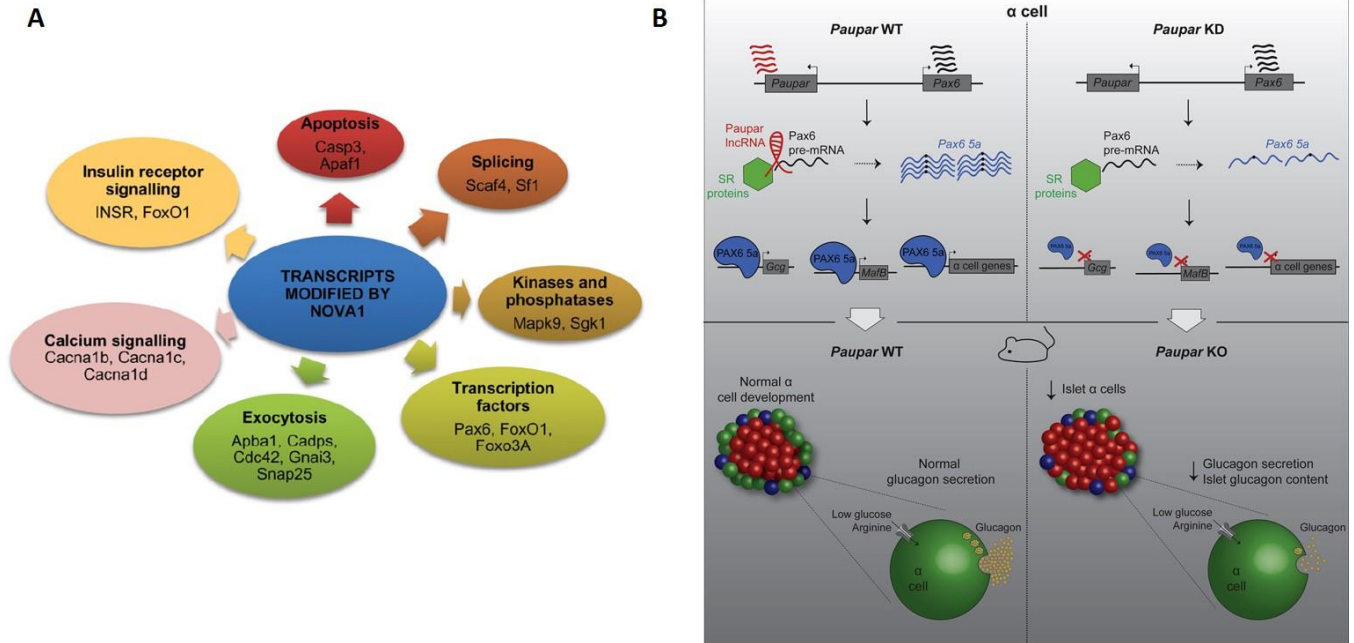 A
Apoptosis
Casp3,
Apaf1
Insulin receptor
signalling
INSR, FoxO1
Splicing
Scaf4, Sf1
TRANSCRIPTS
MODIFIED BY
NOVA1
Kinases and
phosphatases
Mapk9, Sgk1
Calcium signalling
Cacna1b, Cacna1c,
Cacna1d
Transcription
factors
Pax6, FoxO1,
Foxo3A
Exocytosis
Apba1, Cadps,
Cdc42, Gnai3,
Snap25
B
α cell
Paupar WT
Paupar
Pax6
Paupar
lncRNA
Pax6
pre-mRNA
Pax6 5a
SR
proteins
PAX6 5a
Gcg
PAX6 5a
MafB
PAX6 5a
α cell genes
Paupar KD
Paupar
Pax6
Pax6
pre-mRNA
Pax6 5a
SR
proteins
PAX6 5a
Gcg
PAX6 5a
MafB
PAX6 5a
α cell genes
Paupar WT
Normal α
cell development
Normal
glucagon secretion
Low glucose
Arginine
Glucagon
α
cell
Paupar KO
↓ Islet α cells
↓ Glucagon secretion
Islet glucagon content
Low glucose
Arginine
Glucagon
α
cell